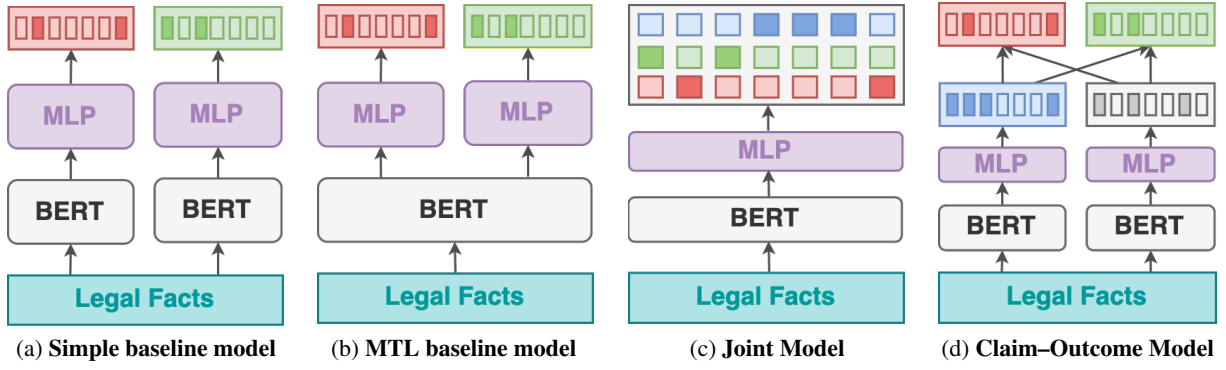 MLP
MLP
BERT
BERT
Legal Facts
(a) Simple baseline model
MLP
MLP
BERT
Legal Facts
(b) MTL baseline model
MLP
BERT
Legal Facts
(c) Joint Model
MLP
MLP
BERT
BERT
Legal Facts
(d) Claim–Outcome Model